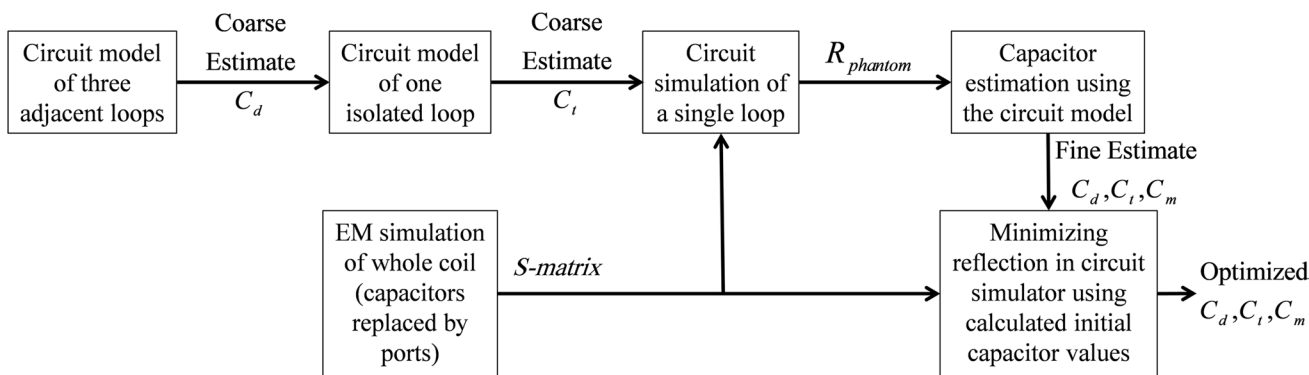 Circuit model
of three
adjacent loops
Coarse
Estimate
C_d
Circuit model
of one
isolated loop
Coarse
Estimate
C_t
Circuit
simulation of
a single loop
R_phantom
Capacitor
estimation using
the circuit model
Fine Estimate
C_d,C_t,C_m
EM simulation
of whole coil
(capacitors
replaced by
ports)
S-matrix
Minimizing
reflection in circuit
simulator using
calculated initial
capacitor values
Optimized
C_d,C_t,C_m